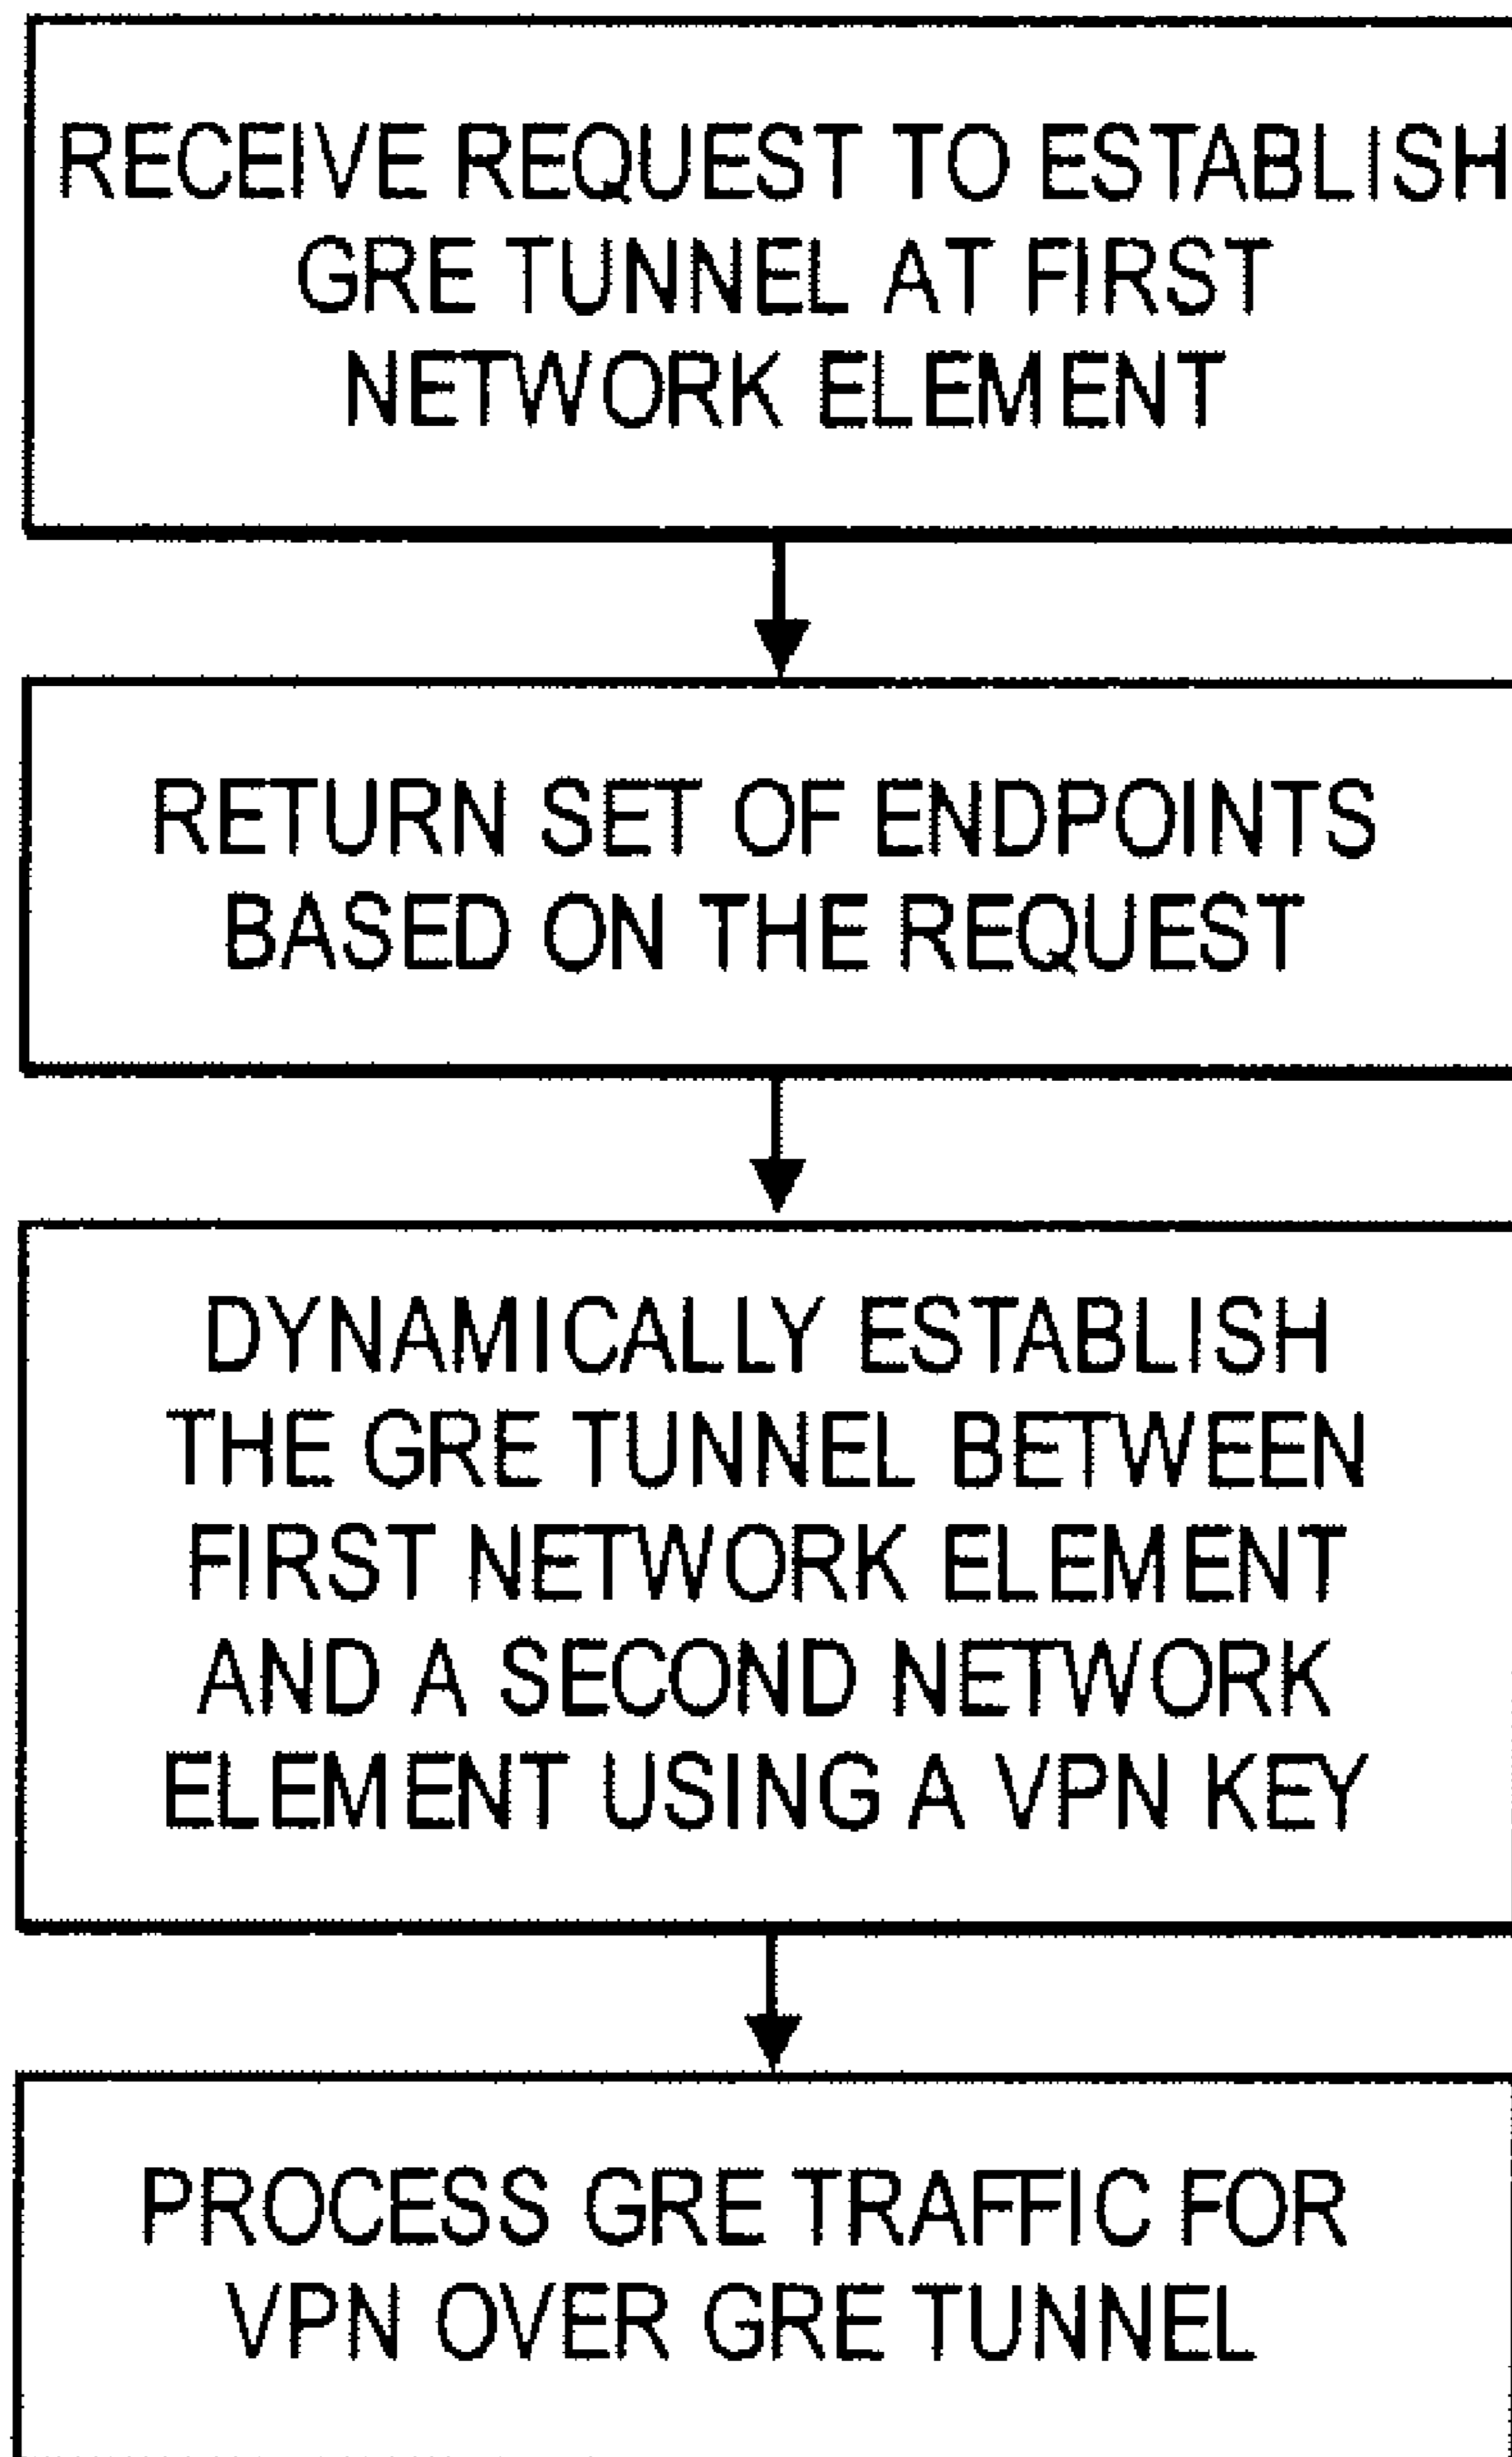 RECEIVE REQUEST TO ESTABLISH
GRE TUNNEL AT FIRST
NETWORK ELEMENT
RETURN SET OF ENDPOINTS
BASED ON THE REQUEST
DYNAMICALLY ESTABLISH
THE GRE TUNNEL BETWEEN
FIRST NETWORK ELEMENT
AND A SECOND NETWORK
ELEMENT USING A VPN KEY
PROCESS GRE TRAFFIC FOR
VPN OVER GRE TUNNEL